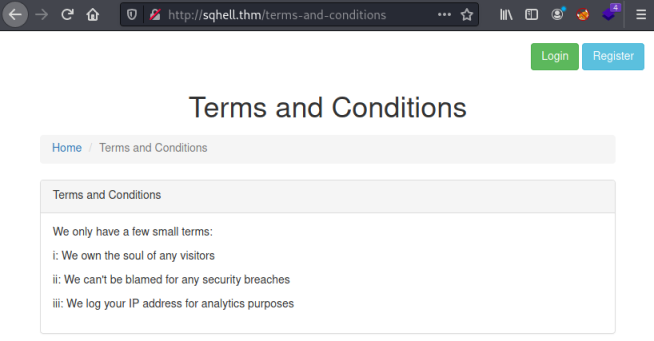 http://sqhell.thm/terms-and-conditions
4
Login Register
Terms and Conditions
Home / Terms and Conditions
Terms and Conditions
We only have a few small terms:
i: We own the soul of any visitors
ii: We can't be blamed for any security breaches
iii: We log your IP address for analytics purposes